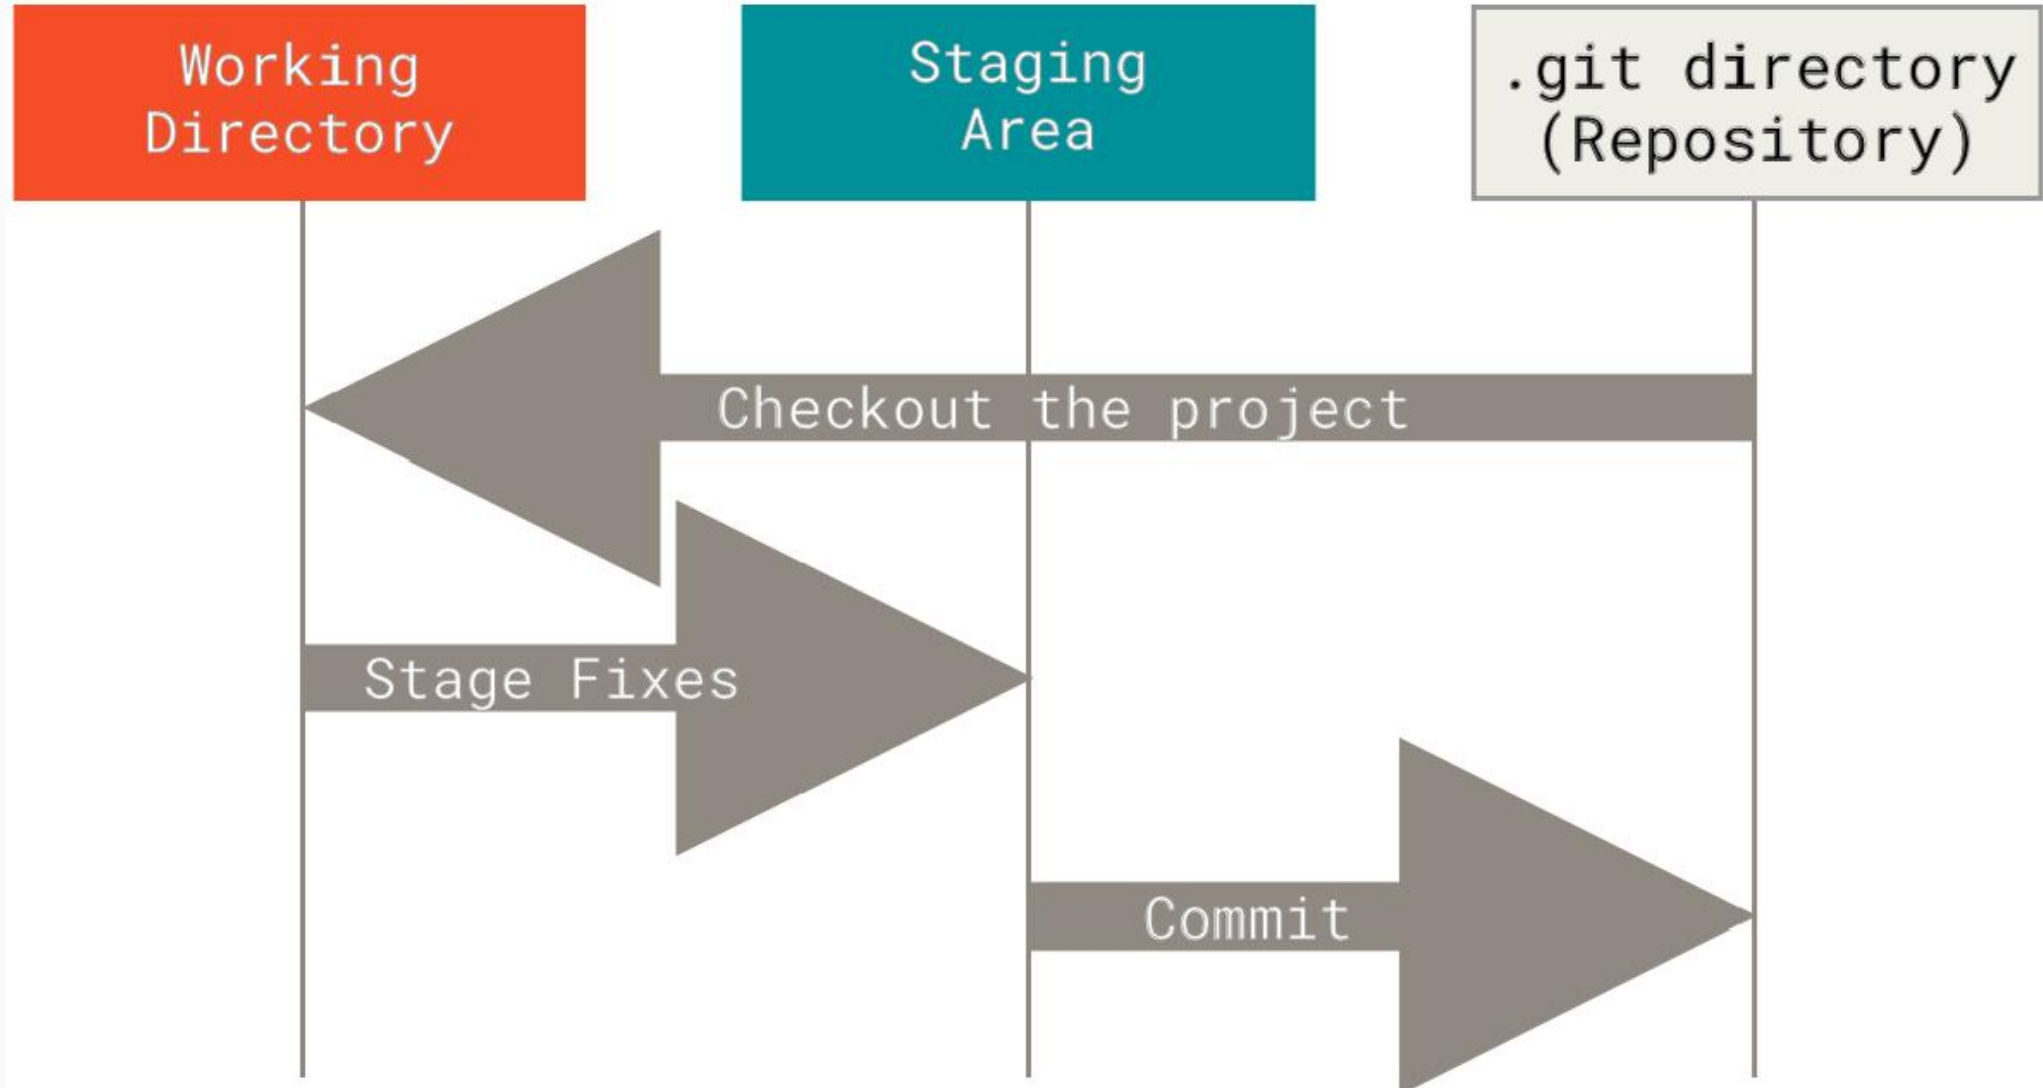 Working
Directory
Staging
Area
.git directory
(Repository)
Checkout the project
Stage Fixes
Commit